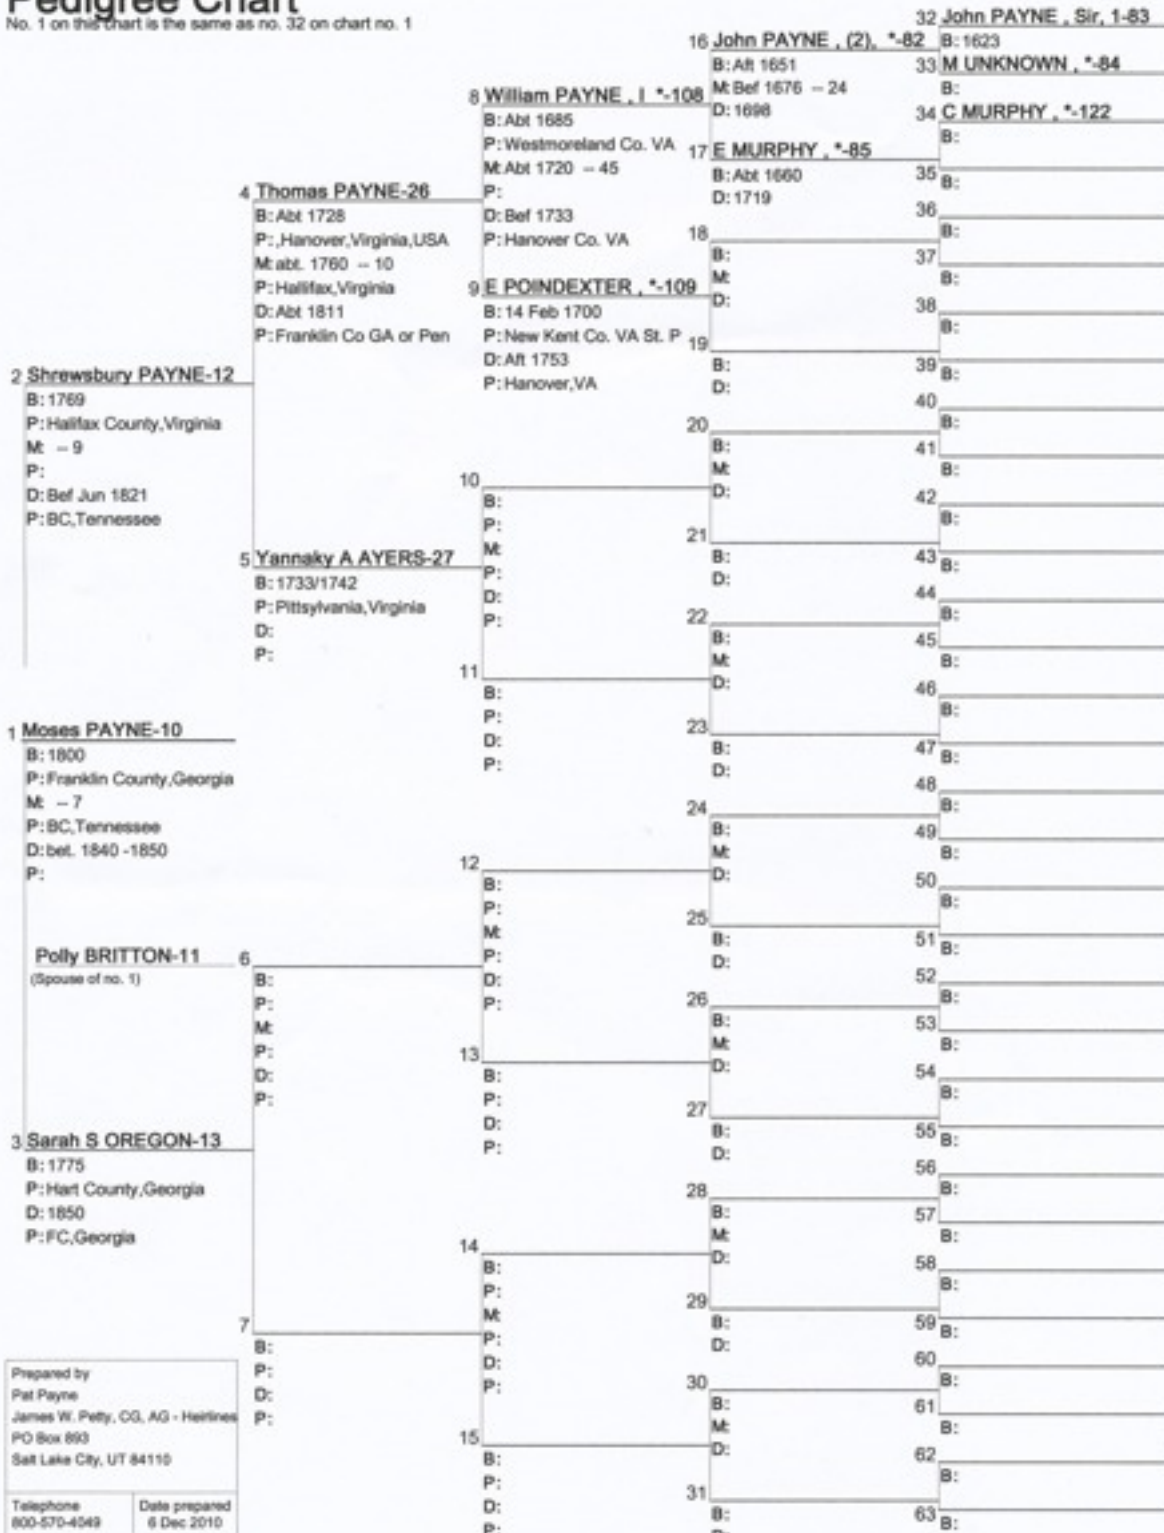 Pedigree Chart
No. 1 on this chart is the same as no. 32 on chart no. 1
2 Shrewsbury PAYNE-12
B: 1769
P: Halifax County,Virginia
M: -- 9
P:
D: Bef Jun 1821
P: BC,Tennessee
1 Moses PAYNE-10
B: 1800
P: Franklin County,Georgia
M: -- 7
P: BC,Tennessee
D: bet. 1840 -1850
P:
Polly BRITTON-11
(Spouse of no. 1)
3 Sarah S OREGON-13
B: 1775
P: Hart County,Georgia
D: 1850
P: FC,Georgia
Prepared by
Pat Payne
James W. Petty, CG, AG - Heirlines
PO Box 893
Salt Lake City, UT 84110
Telephone
800-570-4049
Date prepared
6 Dec 2010
4 Thomas PAYNE-26
B: Abt 1728
P: ,Hanover,Virginia,USA
M: abt. 1760 -- 10
P: Hallifax,Virginia
D: Abt 1811
P: Franklin Co GA or Pen
5 Yannaky A AYERS-27
B: 1733/1742
P: Pittsylvania,Virginia
D:
P:
6
B:
P:
M:
P:
D:
P:
7
B:
P:
D:
P:
8 William PAYNE , I *-108
B: Abt 1685
P: Westmoreland Co. VA
M: Abt 1720 -- 45
P:
D: Bef 1733
P: Hanover Co. VA
9 E POINDEXTER , *-109
B: 14 Feb 1700
P: New Kent Co. VA St. P
D: Aft 1753
P: Hanover,VA
10
B:
P:
M:
P:
D:
P:
11
B:
P:
D:
P:
12
B:
P:
M:
P:
D:
P:
13
B:
P:
D:
P:
14
B:
P:
M:
P:
D:
P:
15
B:
P:
D:
P:
16 John PAYNE , (2), *-82
B: Aft 1651
M: Bef 1676 -- 24
D: 1698
17 E MURPHY , *-85
B: Abt 1660
D: 1719
18
B:
M:
D:
19
B:
D:
20
B:
M:
D:
21
B:
D:
22
B:
M:
D:
23
B:
D:
24
B:
M:
D:
25
B:
D:
26
B:
M:
D:
27
B:
D:
28
B:
M:
D:
29
B:
D:
30
B:
M:
D:
31
B:
32 John PAYNE , Sir, 1-83
B: 1623
33 M UNKNOWN , *-84
B:
34 C MURPHY , *-122
B:
35
B:
36
B:
37
B:
38
B:
39
B:
40
B:
41
B:
42
B:
43
B:
44
B:
45
B:
46
B:
47
B:
48
B:
49
B:
50
B:
51
B:
52
B:
53
B:
54
B:
55
B:
56
B:
57
B:
58
B:
59
B:
60
B:
61
B:
62
B:
63
B: